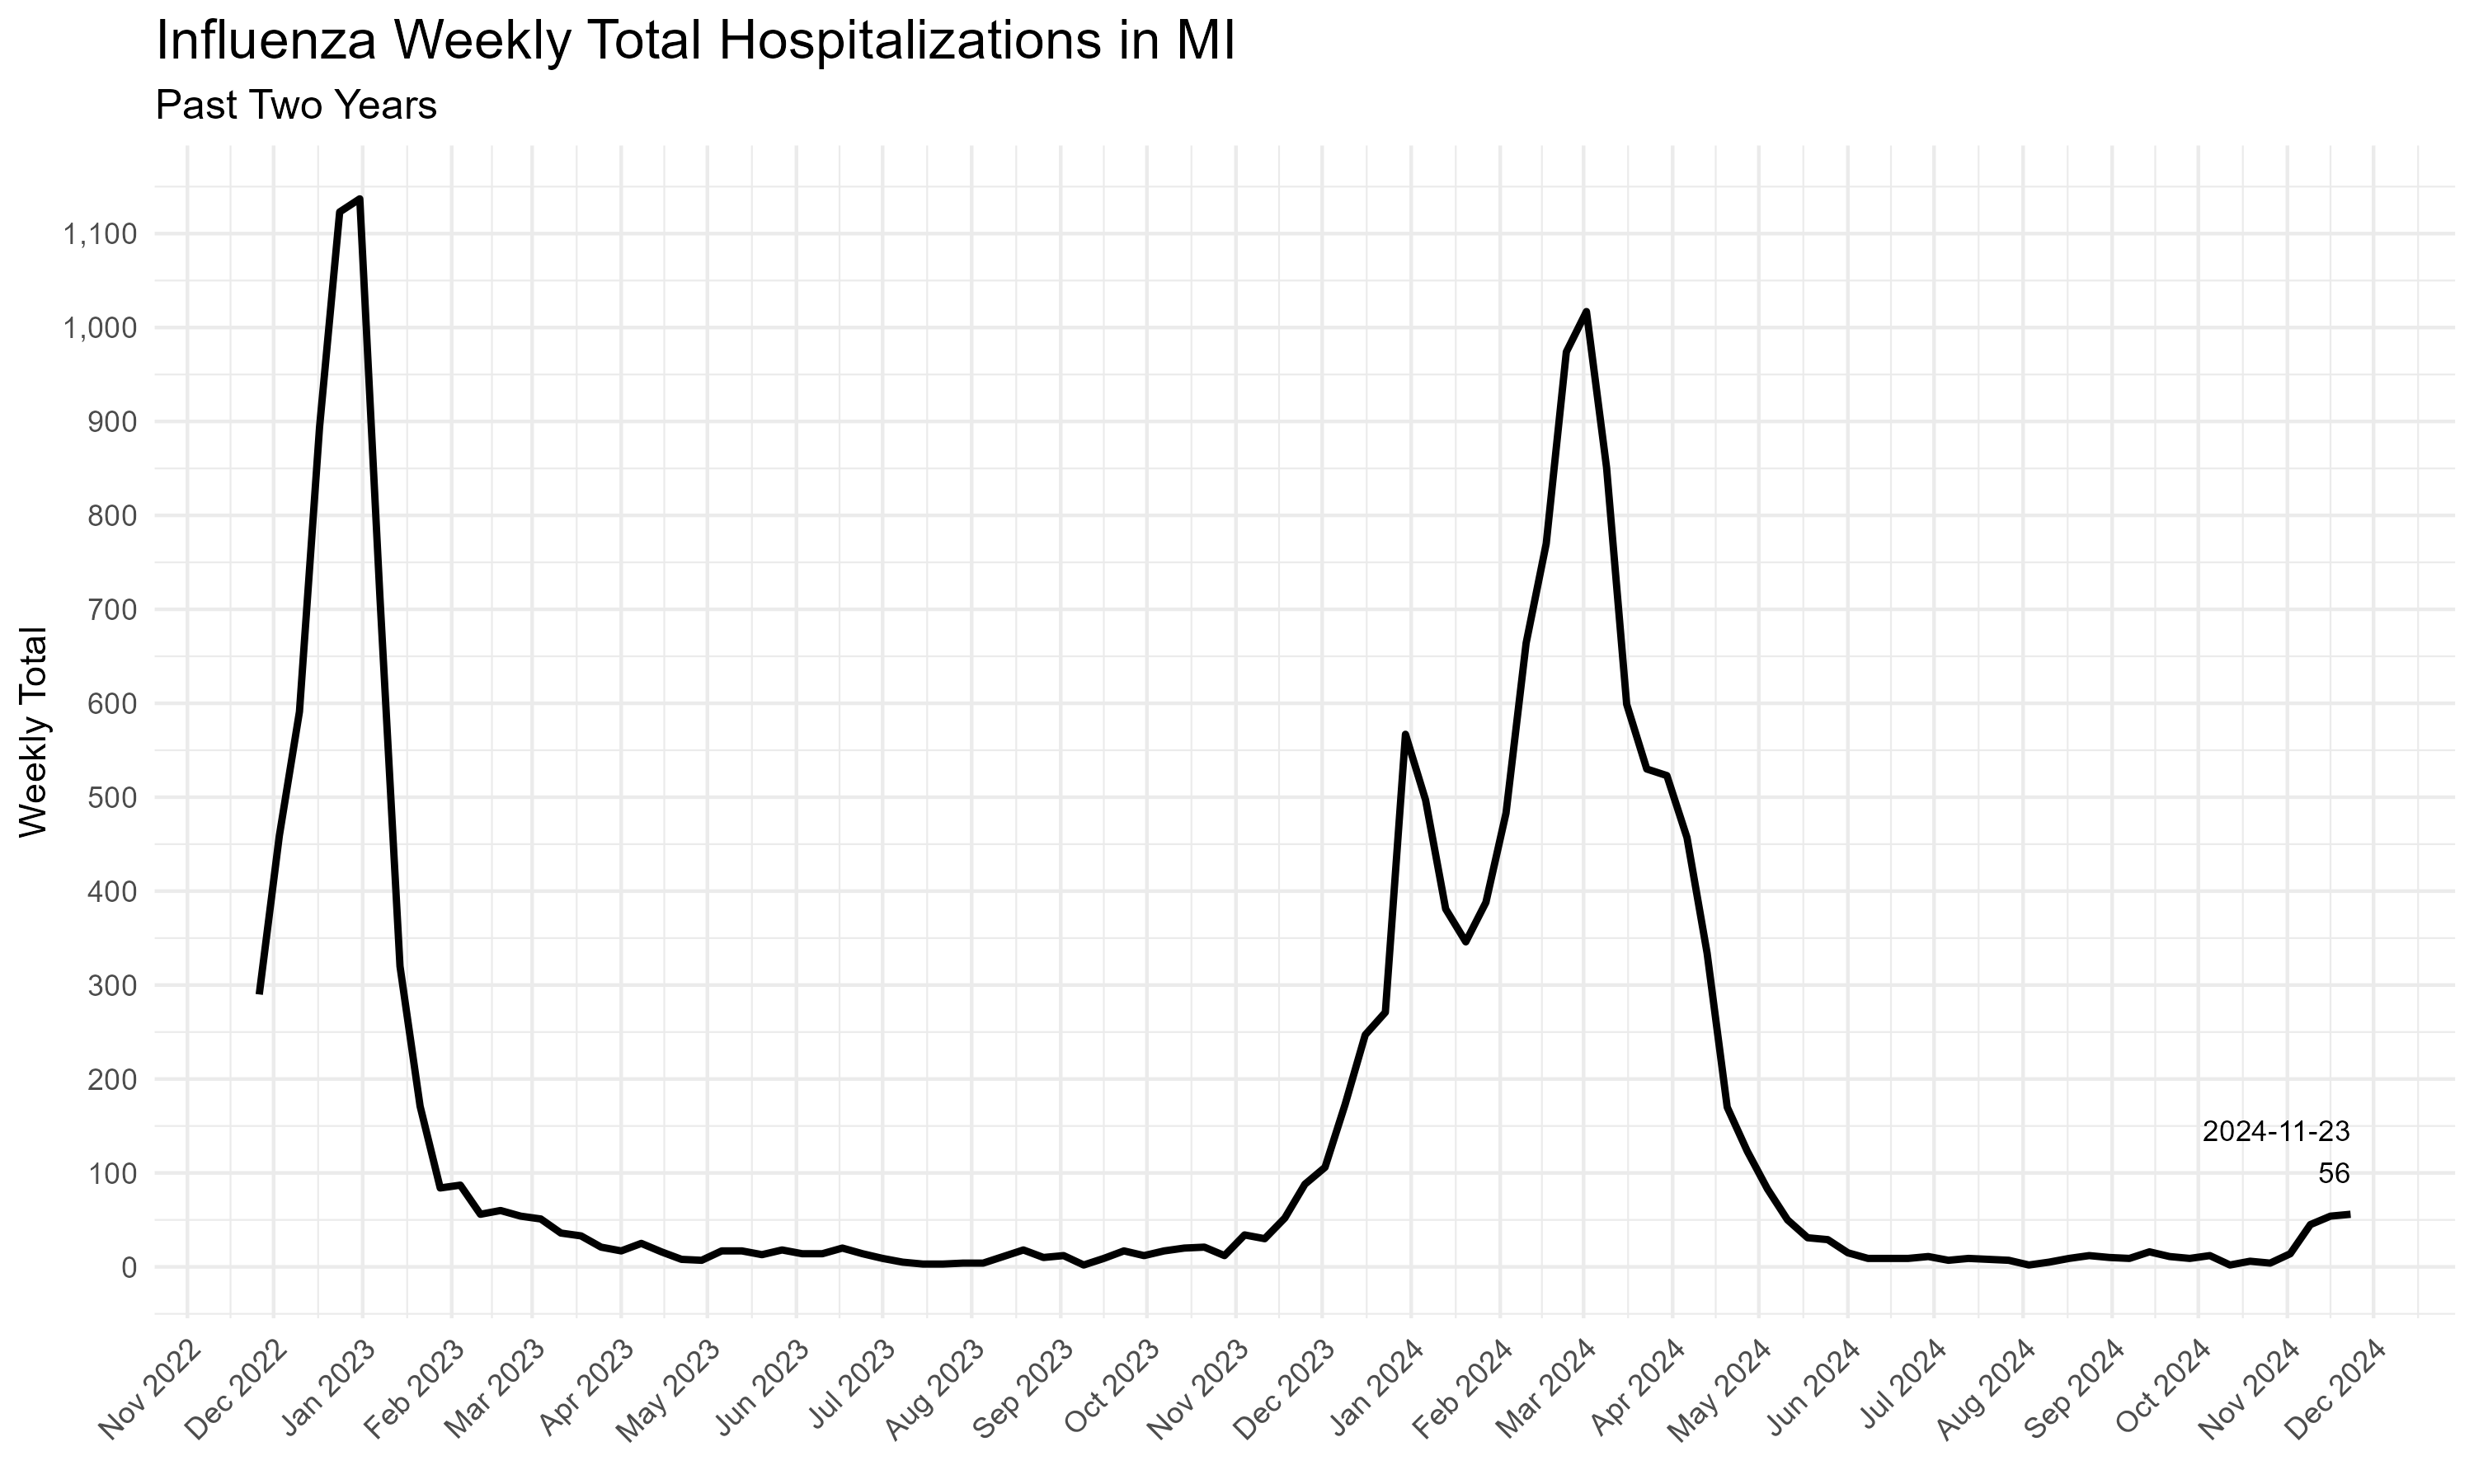 Influenza Weekly Total Hospitalizations in MI
Past Two Years
Weekly Total
1,100
1,000
900
800
700
600
500
400
300
200
100
0
2024-11-23
56
Nov 2022
Dec 2022
Jan 2023
Feb 2023
Mar 2023
Apr 2023
May 2023
Jun 2023
Jul 2023
Aug 2023
Sep 2023
Oct 2023
Nov 2023
Dec 2023
Jan 2024
Feb 2024
Mar 2024
Apr 2024
May 2024
Jun 2024
Jul 2024
Aug 2024
Sep 2024
Oct 2024
Nov 2024
Dec 2024